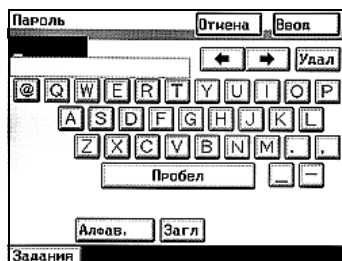 Пароль Отмена Ввод
_
← → Удал
@ Q W E R T Y U I O P
A S D F G H J K L
Z X C V B N M . ,
Пробел _ –
Алфав. Загл
Задания